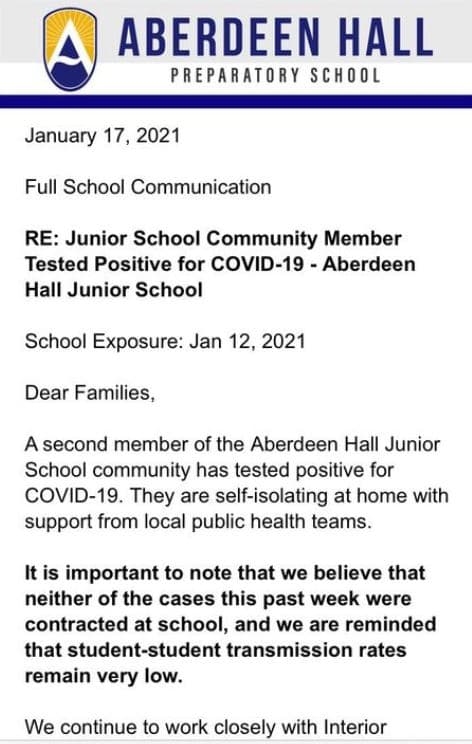 ABERDEEN HALL
PREPARATORY SCHOOL
January 17, 2021
Full School Communication
RE: Junior School Community Member
Tested Positive for COVID-19 - Aberdeen
Hall Junior School
School Exposure: Jan 12, 2021
Dear Families,
A second member of the Aberdeen Hall Junior
School community has tested positive for
COVID-19. They are self-isolating at home with
support from local public health teams.
It is important to note that we believe that
neither of the cases this past week were
contracted at school, and we are reminded
that student-student transmission rates
remain very low.
We continue to work closely with Interior